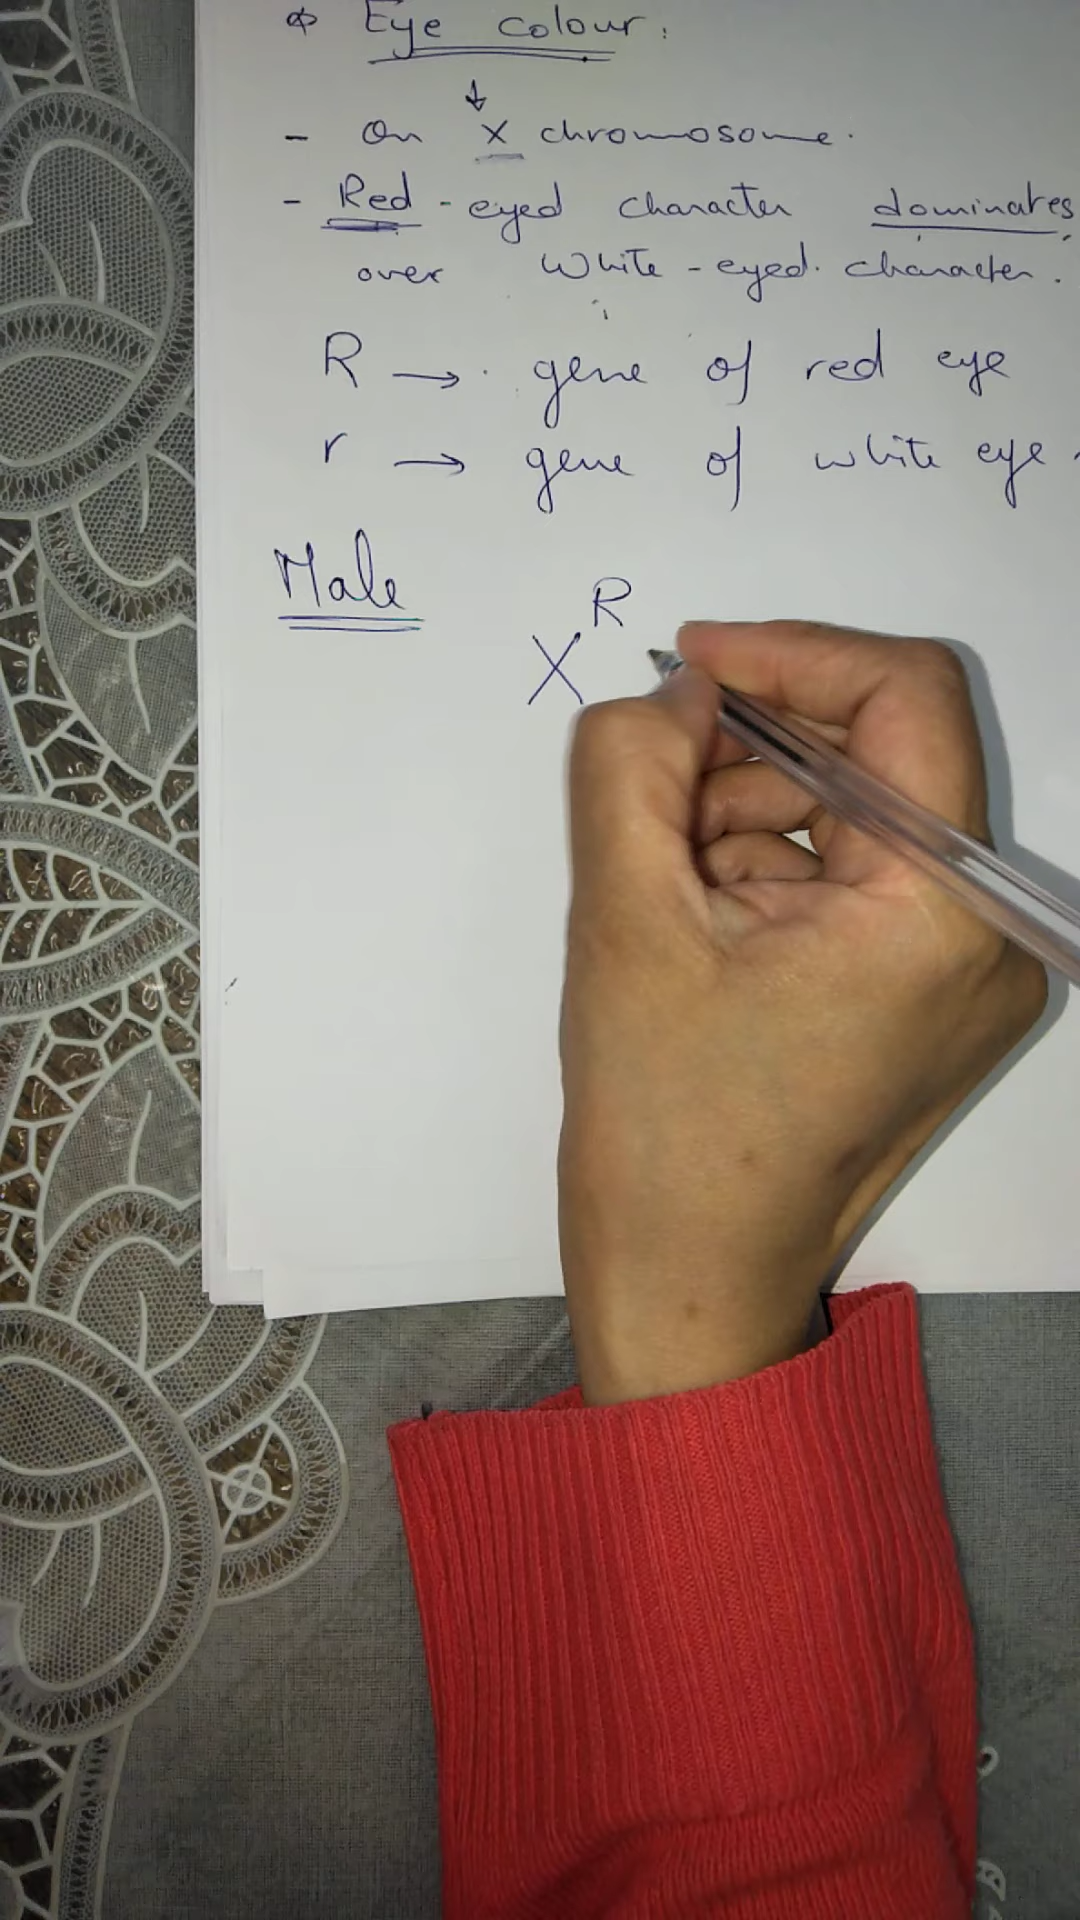 Eye colour.
- On X chromosome.
- Red-eyed character dominates
over White-eyed character.
R → gene of red eye
r → gene of white eye.
Male X^R